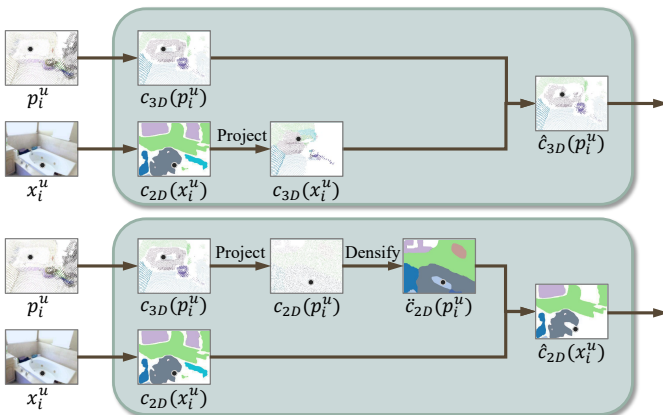 p_i^u
c_{3D}(p_i^u)
x_i^u
c_{2D}(x_i^u)
Project
c_{3D}(x_i^u)
ĉ_{3D}(p_i^u)
p_i^u
c_{3D}(p_i^u)
Project
c_{2D}(p_i^u)
Densify
c̈_{2D}(p_i^u)
x_i^u
c_{2D}(x_i^u)
ĉ_{2D}(x_i^u)